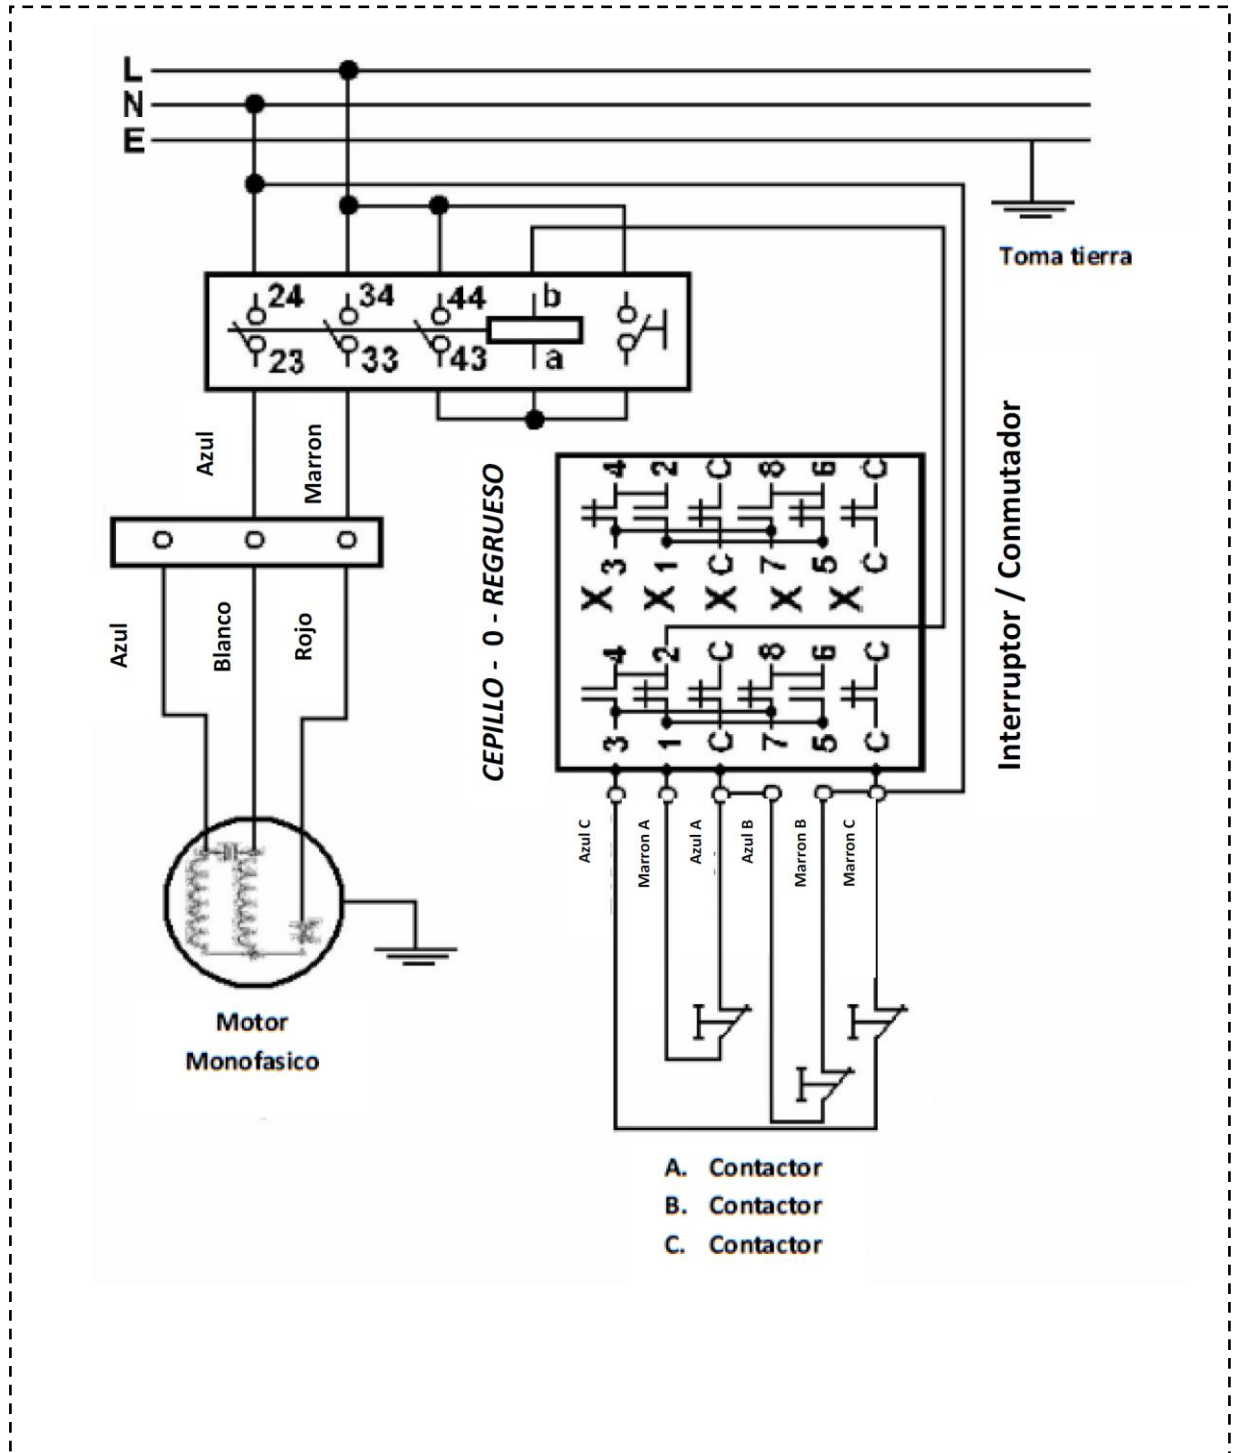 L
N
E
Toma tierra
24 34 44 b
23 33 43 a
Azul
Marron
CEPILLO - 0 - REGRUESO
Interruptor / Conmutador
4 2 C 8 6 C
3 1 C 7 5 C
X X X X X
4 2 C 8 6 C
3 1 C 7 5 C
Azul
Blanco
Rojo
Azul C
Marron A
Azul A
Azul B
Marron B
Marron C
Motor
Monofasico
A. Contactor
B. Contactor
C. Contactor